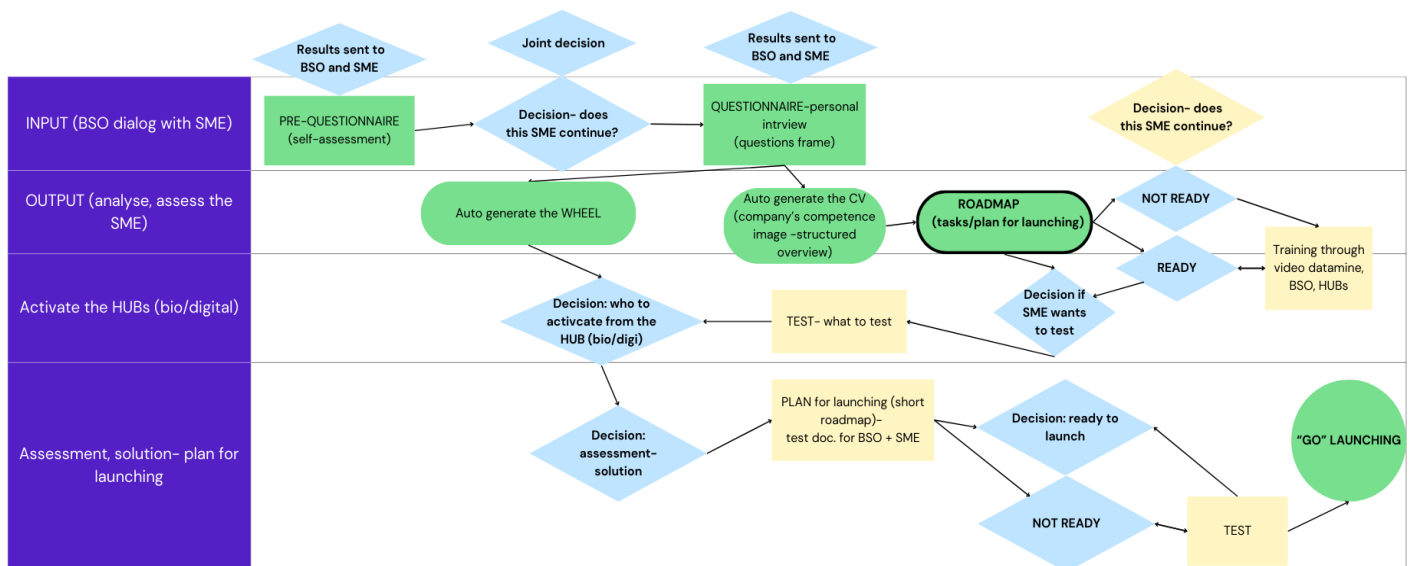 Results sent to
BSO and SME
Joint decision
Results sent to
BSO and SME
INPUT (BSO dialog with SME)
PRE-QUESTIONNAIRE
(self-assessment)
Decision- does
this SME continue?
QUESTIONNAIRE-personal
intrview
(questions frame)
Decision- does
this SME continue?
OUTPUT (analyse, assess the
SME)
Auto generate the WHEEL
Auto generate the CV
(company's competence
image -structured
overview)
ROADMAP
(tasks/plan for launching)
NOT READY
READY
Training through
video datamine,
BSO, HUBs
Activate the HUBs (bio/digital)
Decision: who to
activcate from the
HUB (bio/digi)
TEST- what to test
Decision if
SME wants
to test
Assessment, solution- plan for
launching
Decision:
assessment-
solution
PLAN for launching (short
roadmap)-
test doc. for BSO + SME
Decision: ready to
launch
NOT READY
TEST
“GO” LAUNCHING